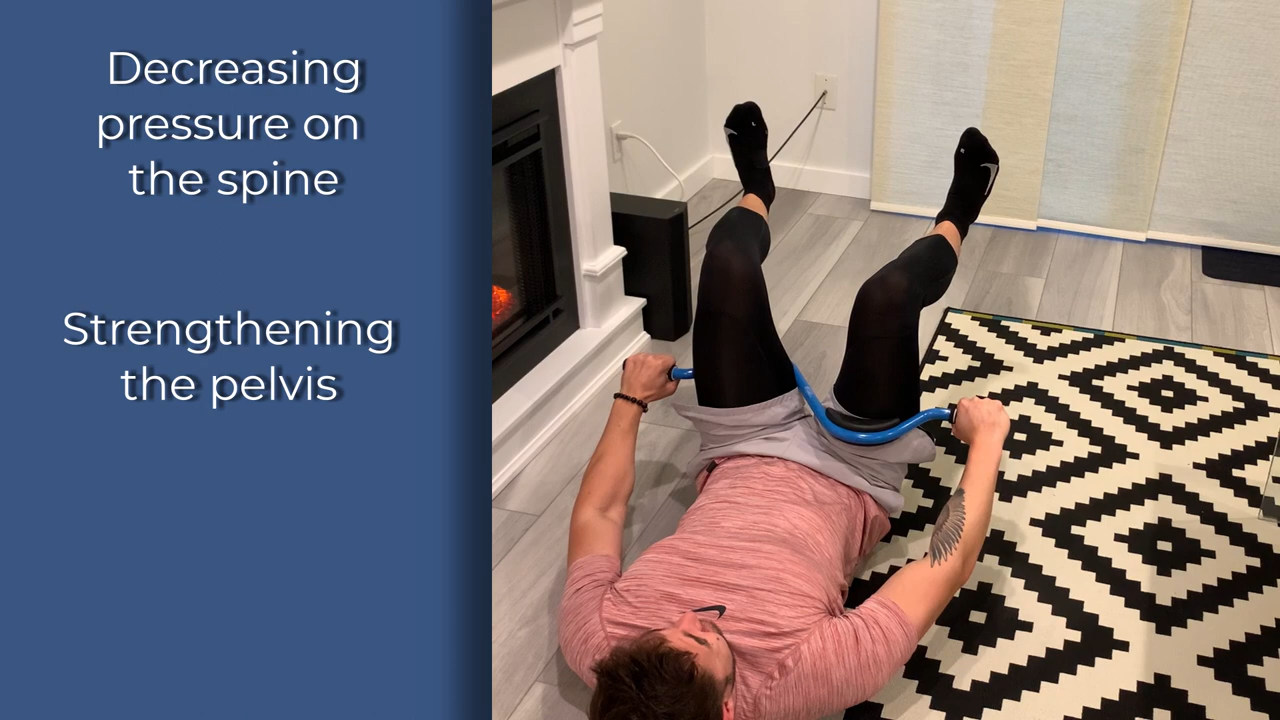 Decreasing
pressure on
the spine
Strengthening
the pelvis